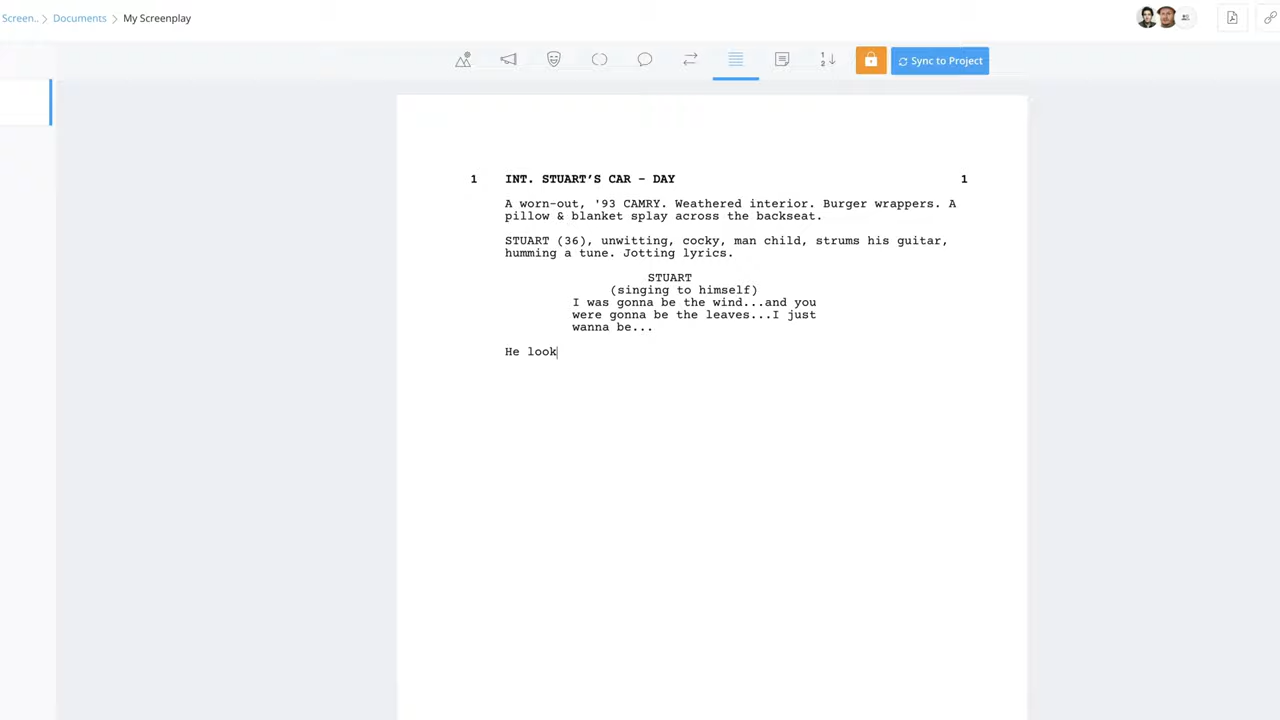 Screen.. > Documents > My Screenplay
Sync to Project
1 INT. STUART'S CAR - DAY 1
A worn-out, '93 CAMRY. Weathered interior. Burger wrappers. A
pillow & blanket splay across the backseat.
STUART (36), unwitting, cocky, man child, strums his guitar,
humming a tune. Jotting lyrics.
STUART
(singing to himself)
I was gonna be the wind...and you
were gonna be the leaves...I just
wanna be...
He look